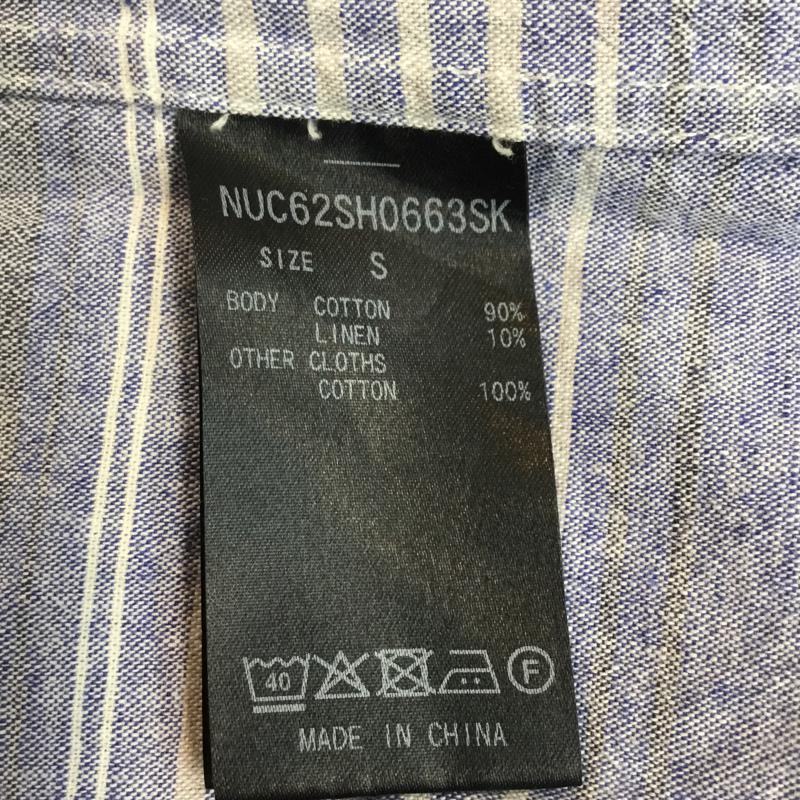 NUC62SH0663SK
SIZE S
BODY COTTON 90%
LINEN 10%
OTHER CLOTHS
COTTON 100%
40 F
MADE IN CHINA